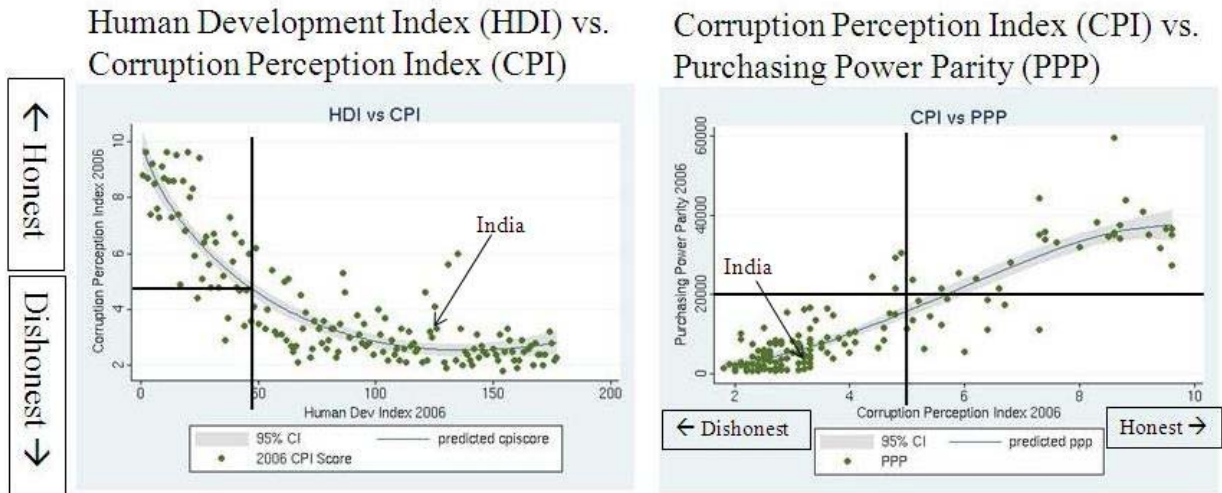 Human Development Index (HDI) vs.
Corruption Perception Index (CPI)
← Honest
Dishonest →
HDI vs CPI
Corruption Perception Index 2006
10
8
6
4
2
India
0
50
100
150
200
Human Dev Index 2006
95% CI
predicted cpiscore
2006 CPI Score
Corruption Perception Index (CPI) vs.
Purchasing Power Parity (PPP)
CPI vs PPP
Purchasing Power Parity 2006
60000
40000
20000
0
India
2
4
6
8
10
Corruption Perception Index 2006
← Dishonest
Honest →
95% CI
predicted ppp
PPP